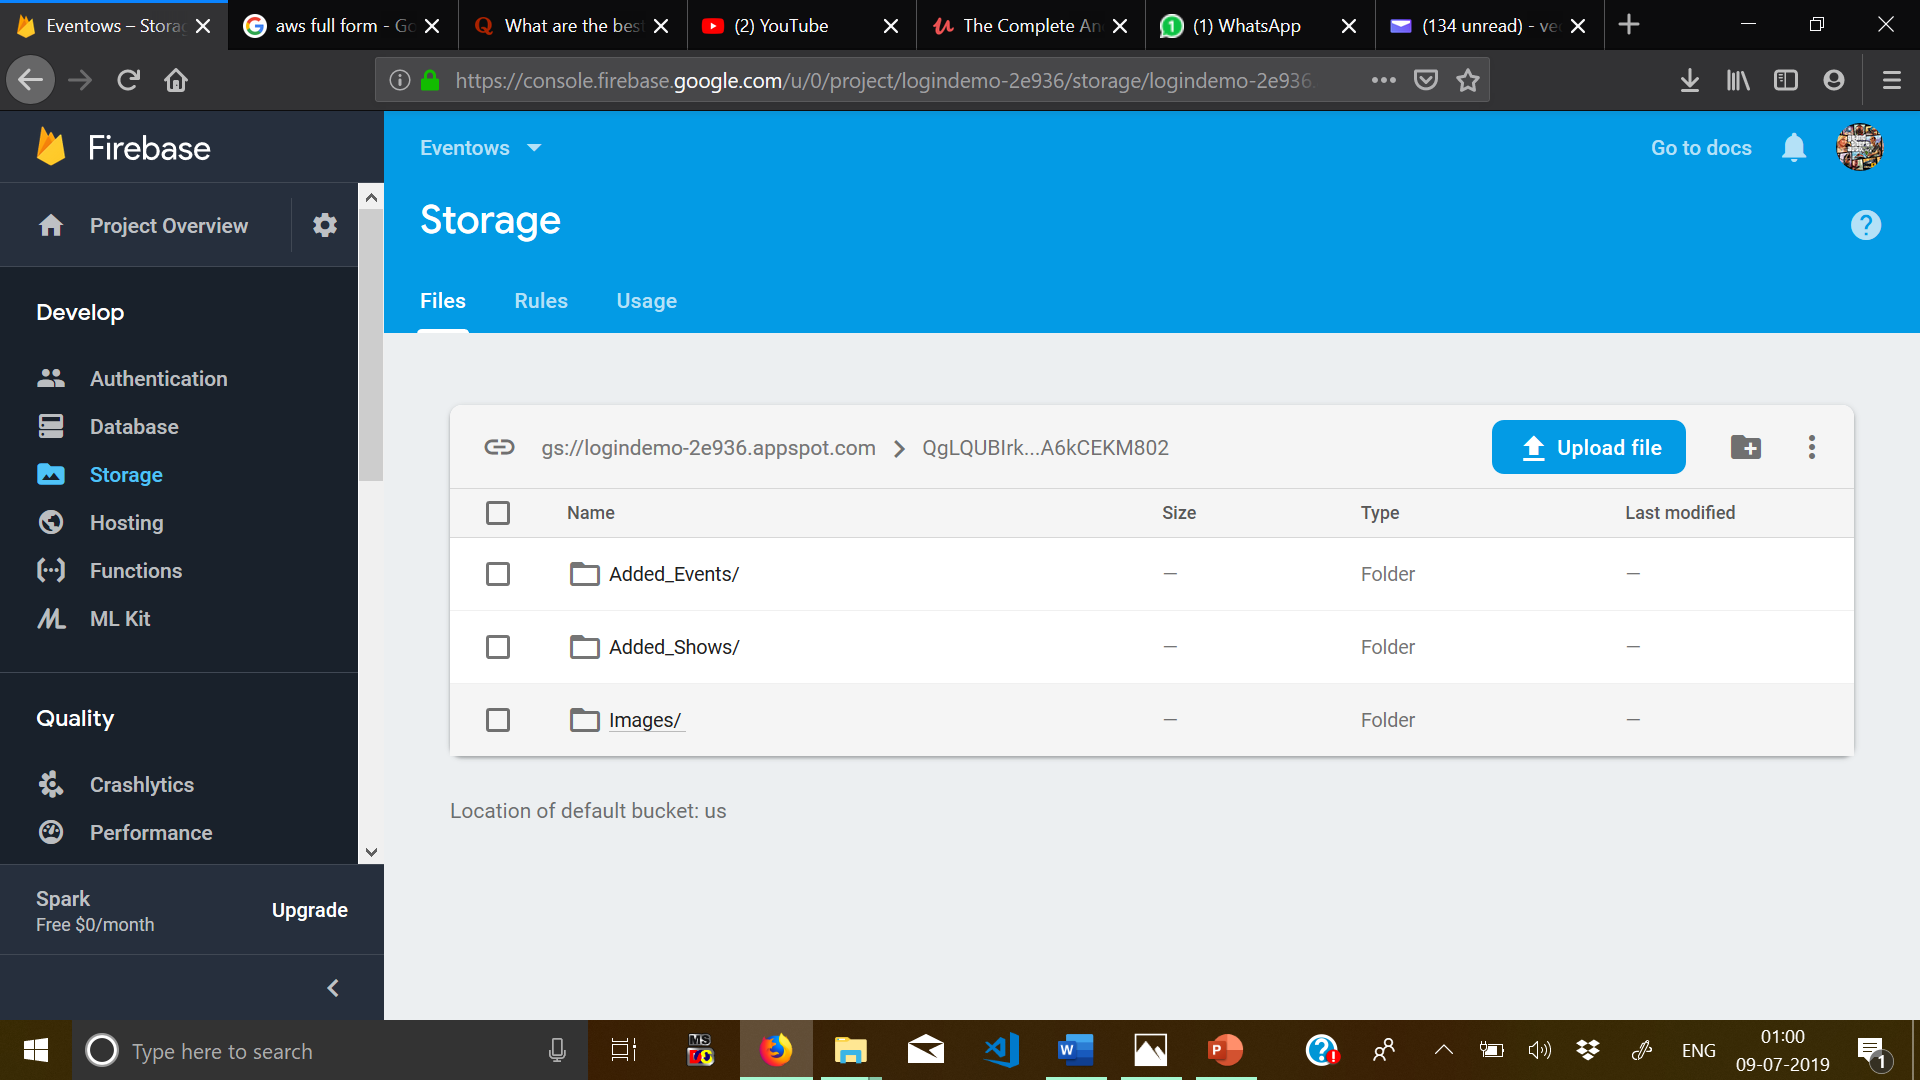 Eventows – Storag
aws full form - Go
What are the bes
(2) YouTube
The Complete An
(1) WhatsApp
(134 unread) - ve
https://console.firebase.google.com/u/0/project/logindemo-2e936/storage/logindemo-2e936.
Firebase
Project Overview
Develop
Authentication
Database
Storage
Hosting
Functions
ML Kit
Quality
Crashlytics
Performance
Spark
Free $0/month
Upgrade
Eventows
Go to docs
Storage
Files Rules Usage
gs://logindemo-2e936.appspot.com QgLQUBIrk...A6kCEKM802
Upload file
Name Size Type Last modified
Added_Events/ — Folder —
Added_Shows/ — Folder —
Images/ — Folder —
Location of default bucket: us
Type here to search
ENG
01:00
09-07-2019
1